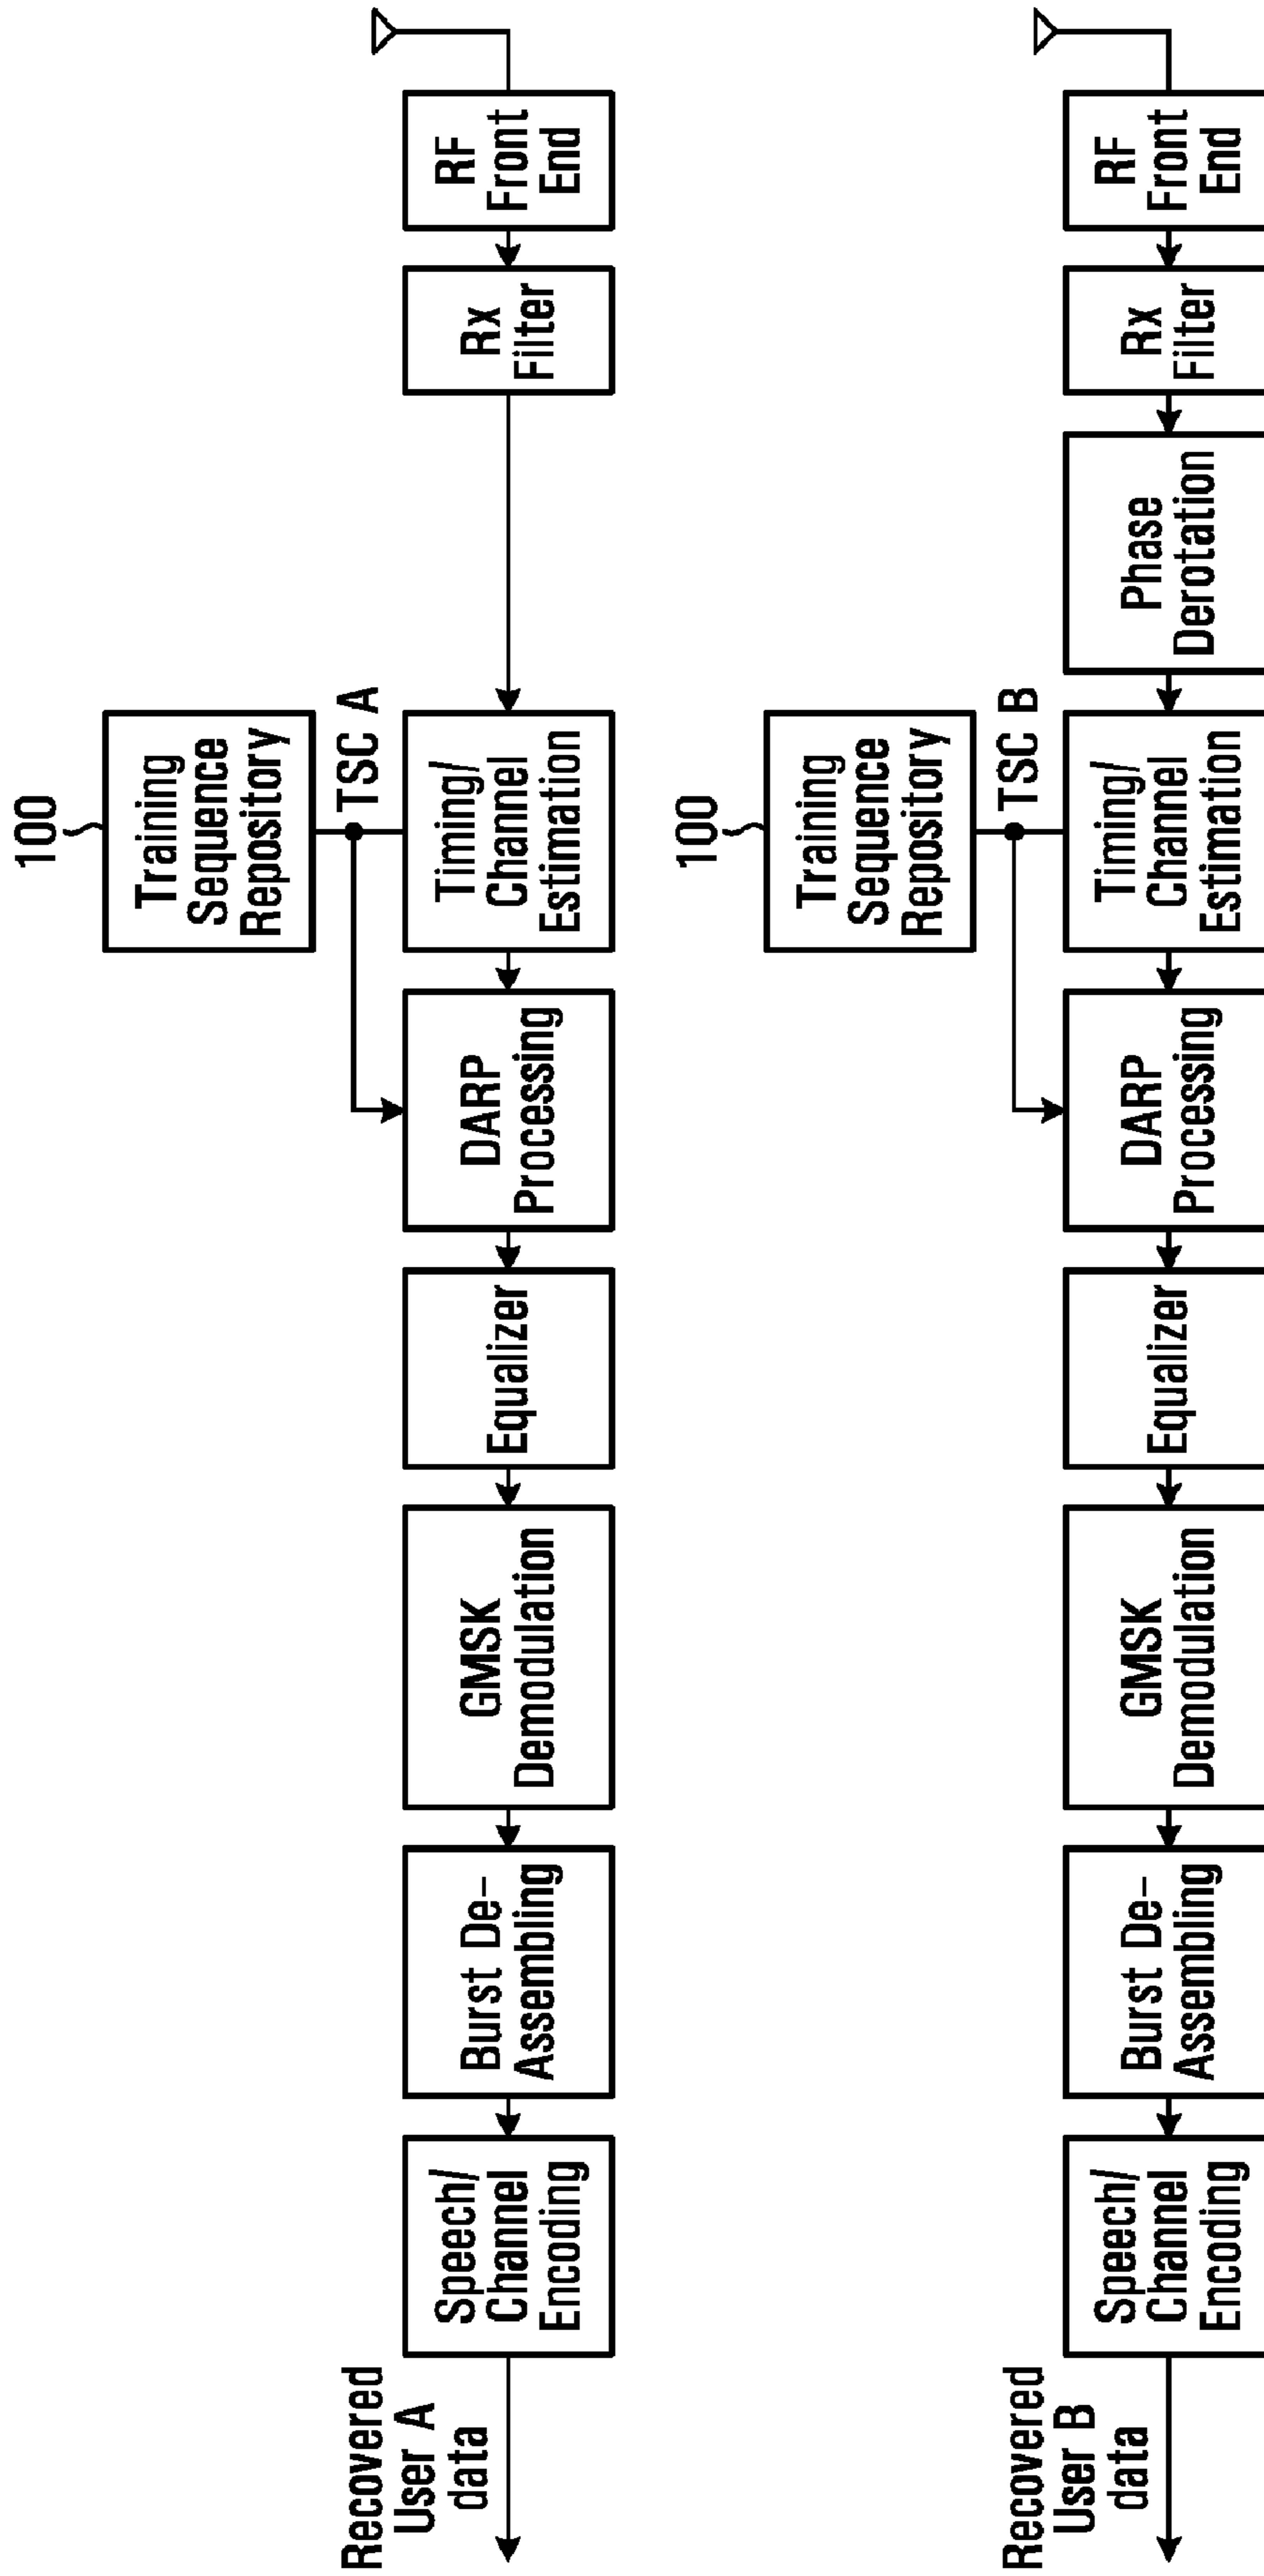 100
Training
Sequence
Repository
TSC A
Recovered
User A
data
Speech/
Channel
Encoding
Burst De-
Assembling
GMSK
Demodulation
Equalizer
DARP
Processing
Timing/
Channel
Estimation
Rx
Filter
RF
Front
End
100
Training
Sequence
Repository
TSC B
Recovered
User B
data
Speech/
Channel
Encoding
Burst De-
Assembling
GMSK
Demodulation
Equalizer
DARP
Processing
Timing/
Channel
Estimation
Phase
Derotation
Rx
Filter
RF
Front
End